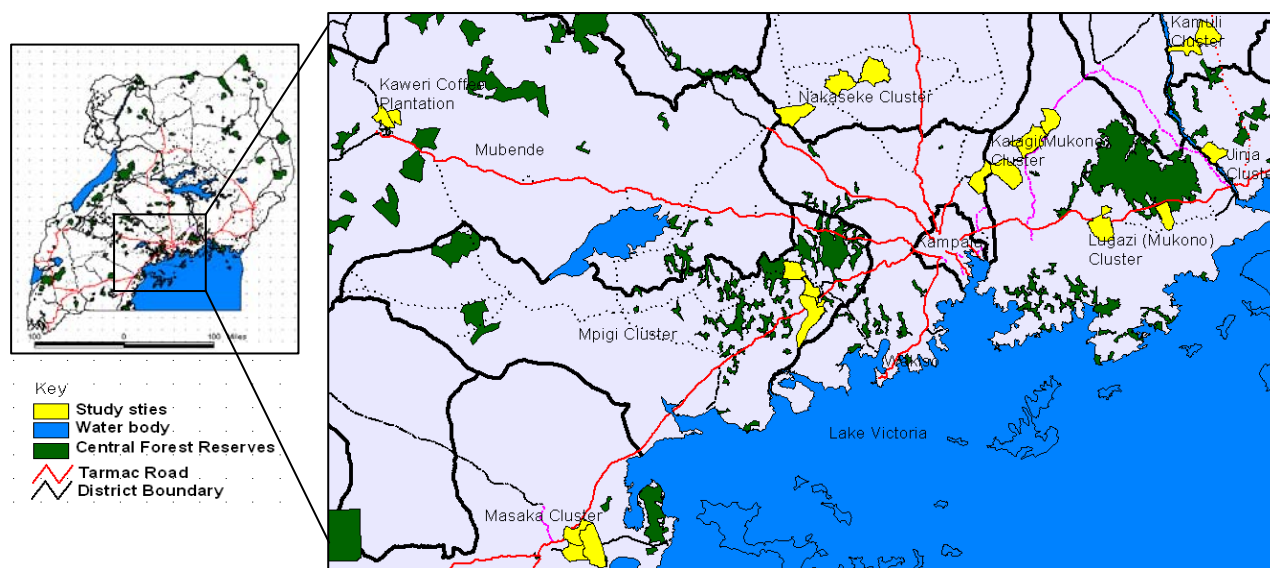 100
0
100 Miles
Key
Study sties
Water body
Central Forest Reserves
Tarmac Road
District Boundary
Kamuli
Cluster
Kaweri Coffee
Plantation
Nakaseke Cluster
Mubende
Kalagi(Mukono)
Cluster
Jinja
Cluster
Kampala
Lugazi (Mukono)
Cluster
Mpigi Cluster
Wakiso
Lake Victoria
Masaka Cluster